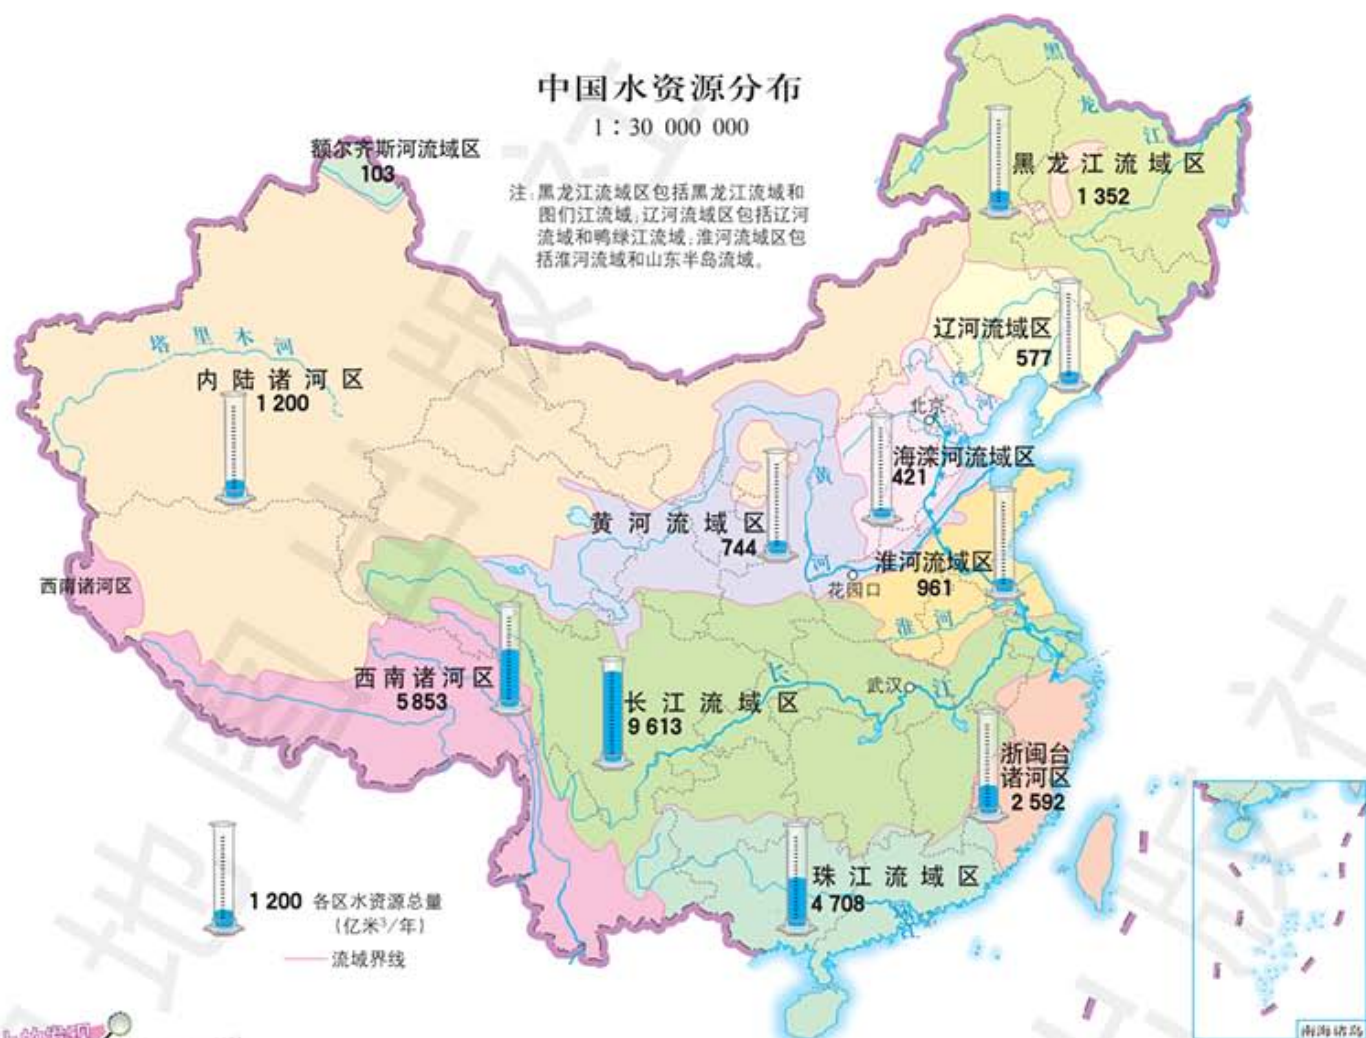 中国水资源分布
1：30 000 000
注：黑龙江流域区包括黑龙江流域和
图们江流域；辽河流域区包括辽河
流域和鸭绿江流域；淮河流域区包
括淮河流域和山东半岛流域。
额尔齐斯河流域区
103
黑龙江
黑龙江流域区
1 352
辽河流域区
577
塔里木河
内陆诸河区
1 200
北京
滦河
海滦河流域区
421
黄河
黄河流域区
744
花园口
淮河流域区
961
淮河
西南诸河区
西南诸河区
5 853
长江
武汉
长江流域区
9 613
浙闽台
诸河区
2 592
珠江流域区
4 708
江
1 200 各区水资源总量
(亿米³/年)
流域界线
南海诸岛